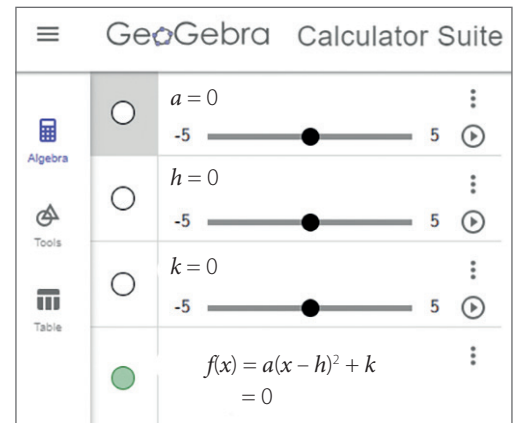 GeoGebra Calculator Suite
a = 0
-5 5
Algebra
h = 0
-5 5
Tools
k = 0
-5 5
Table
f(x) = a(x – h)² + k
= 0